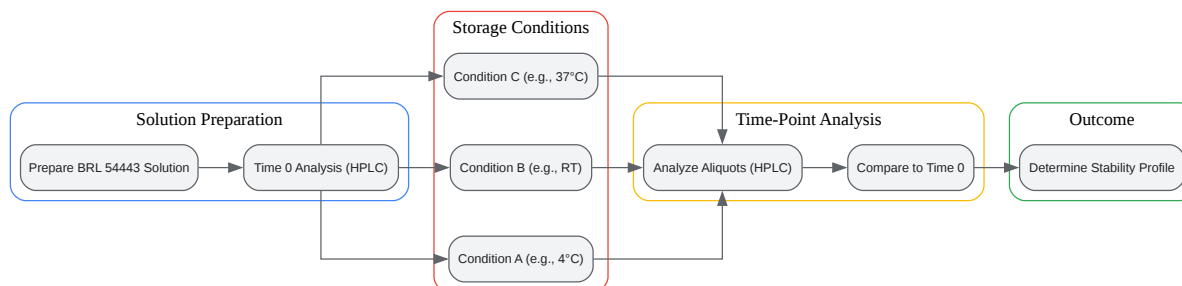 Storage Conditions
Condition C (e.g., 37°C)
Solution Preparation
Time-Point Analysis
Outcome
Prepare BRL 54443 Solution
Time 0 Analysis (HPLC)
Condition B (e.g., RT)
Analyze Aliquots (HPLC)
Compare to Time 0
Determine Stability Profile
Condition A (e.g., 4°C)